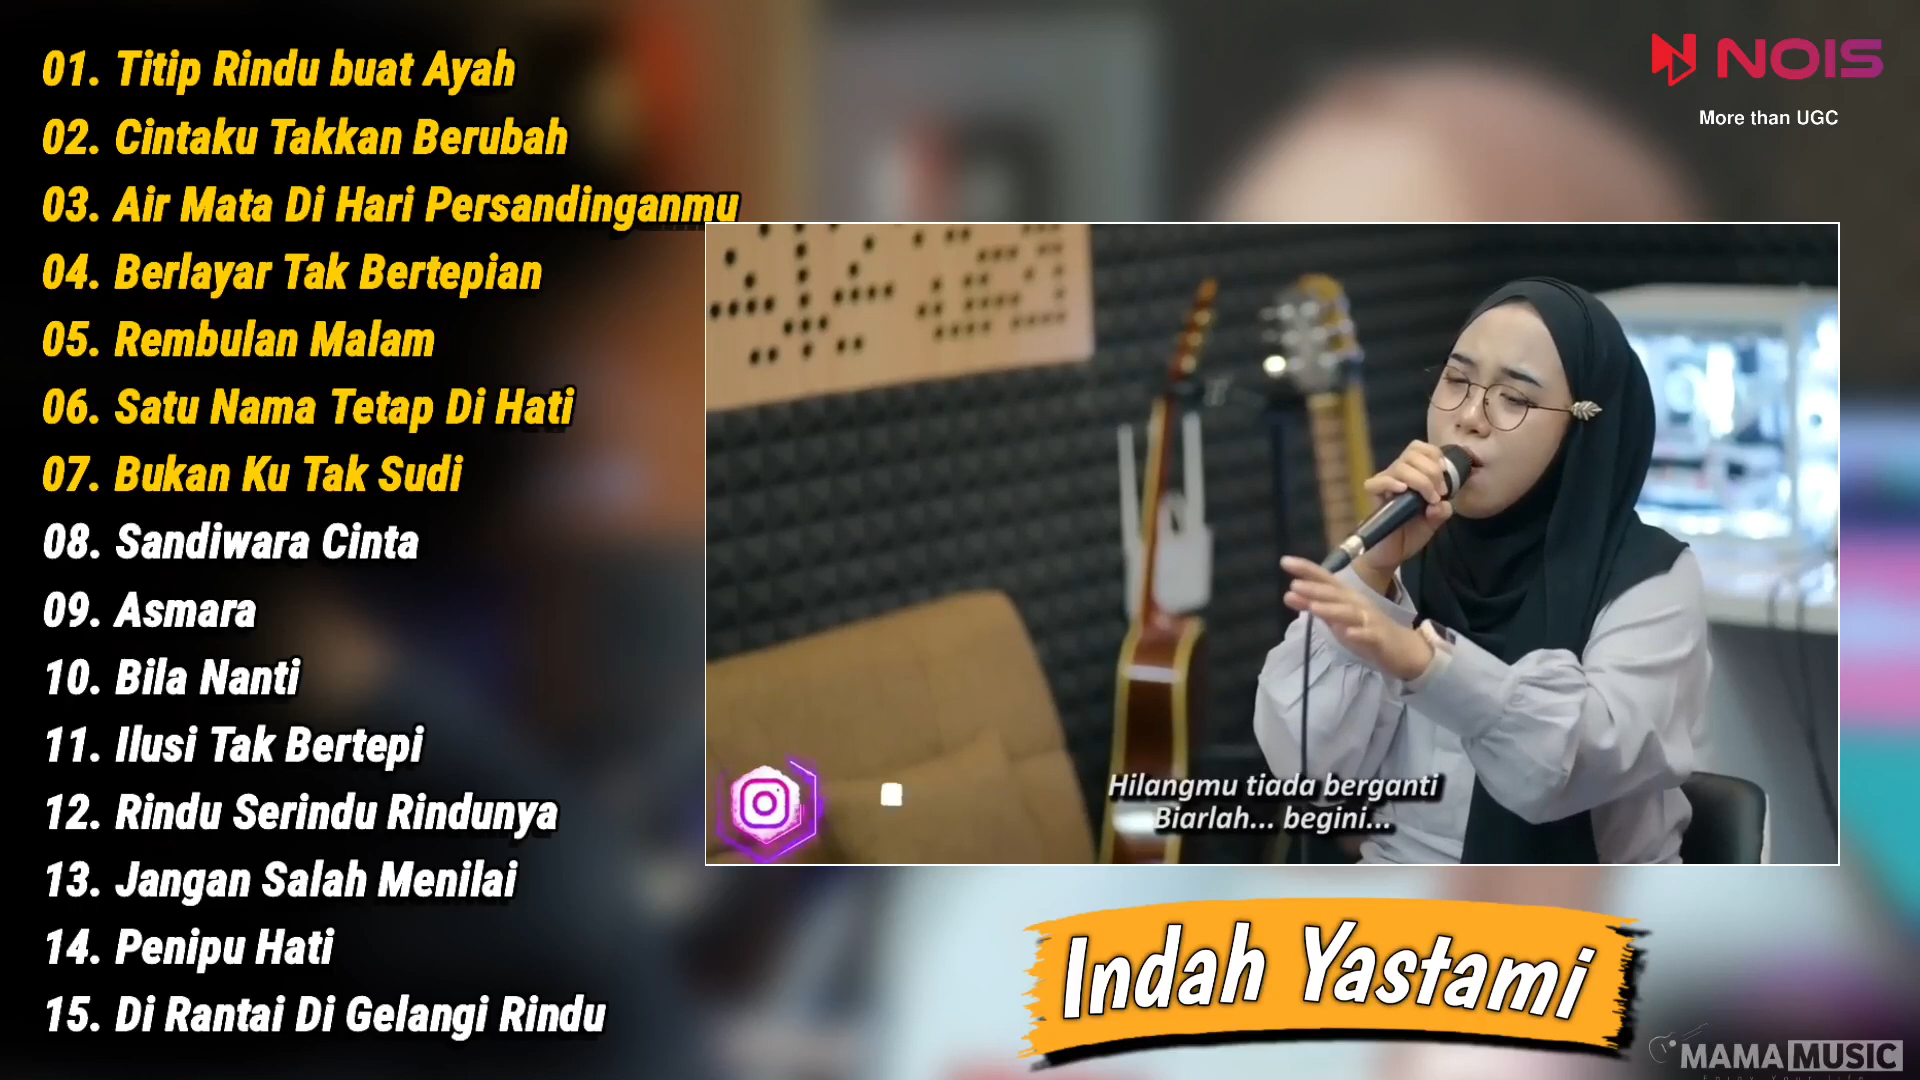 01. Titip Rindu buat Ayah
02. Cintaku Takkan Berubah
03. Air Mata Di Hari Persandinganmu
04. Berlayar Tak Bertepian
05. Rembulan Malam
06. Satu Nama Tetap Di Hati
07. Bukan Ku Tak Sudi
08. Sandiwara Cinta
09. Asmara
10. Bila Nanti
11. Ilusi Tak Bertepi
12. Rindu Serindu Rindunya
13. Jangan Salah Menilai
14. Penipu Hati
15. Di Rantai Di Gelangi Rindu
NOIS
More than UGC
Hilangmu tiada berganti
Biarlah... begini...
Indah Yastami
MAMA MUSIC